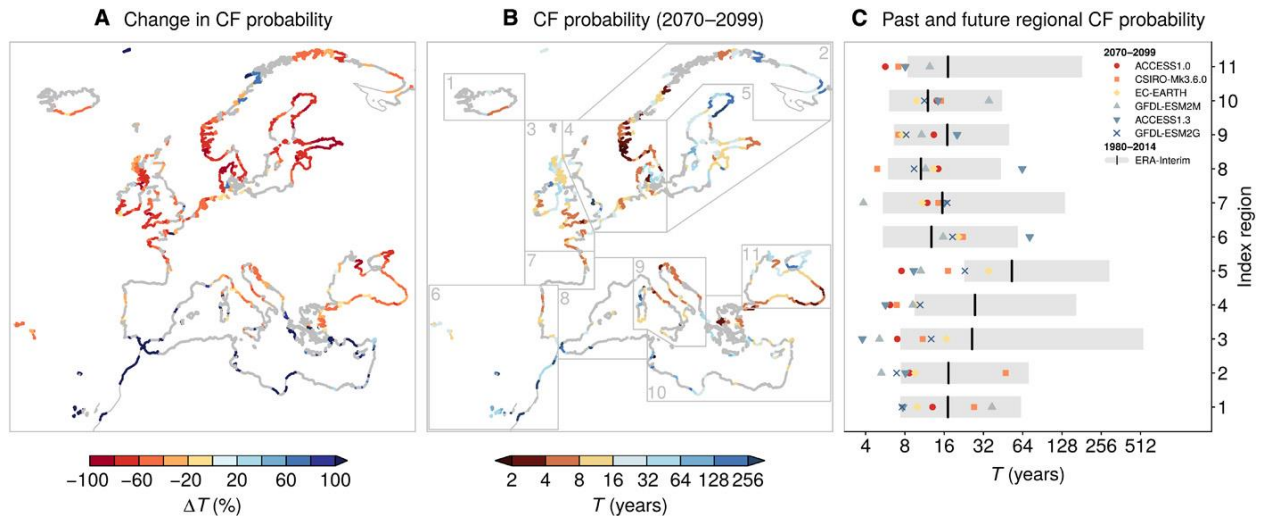 A Change in CF probability
B CF probability (2070–2099)
C Past and future regional CF probability
1
2
3
4
5
6
7
8
9
10
11
2070–2099
ACCESS1.0
CSIRO-Mk3.6.0
EC-EARTH
GFDL-ESM2M
ACCESS1.3
GFDL-ESM2G
1980–2014
ERA-Interim
11
10
9
8
7
6
5
4
3
2
1
Index region
4 8 16 32 64 128 256 512
T (years)
−100 −60 −20 20 60 100
ΔT (%)
2 4 8 16 32 64 128 256
T (years)